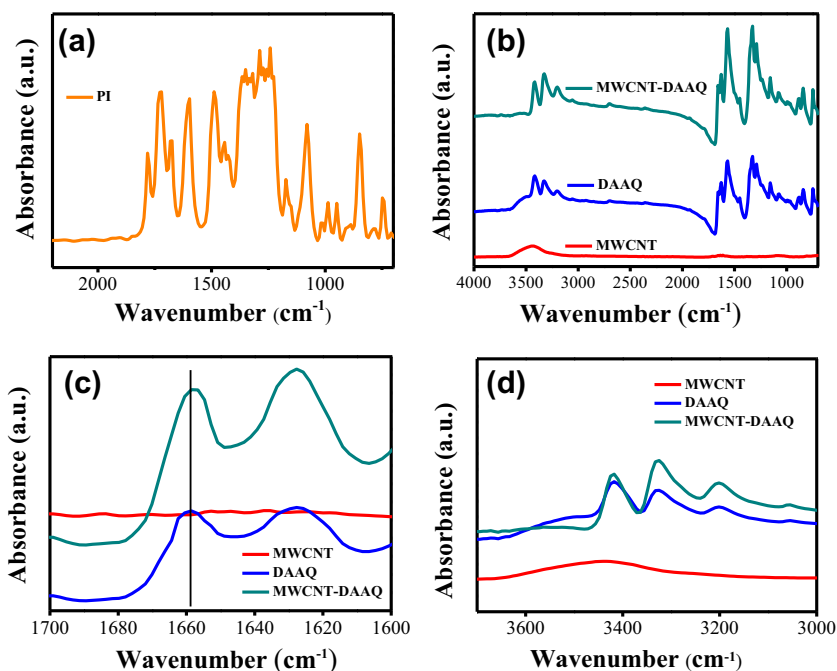 (a)
PI
Absorbance (a.u.)
2000 1500 1000
Wavenumber (cm-1)
(b)
MWCNT-DAAQ
DAAQ
MWCNT
Absorbance (a.u.)
4000 3500 3000 2500 2000 1500 1000
Wavenumber (cm-1)
(c)
MWCNT
DAAQ
MWCNT-DAAQ
Absorbance (a.u.)
1700 1680 1660 1640 1620 1600
Wavenumber (cm-1)
(d)
MWCNT
DAAQ
MWCNT-DAAQ
Absorbance (a.u.)
3600 3400 3200 3000
Wavenumber (cm-1)